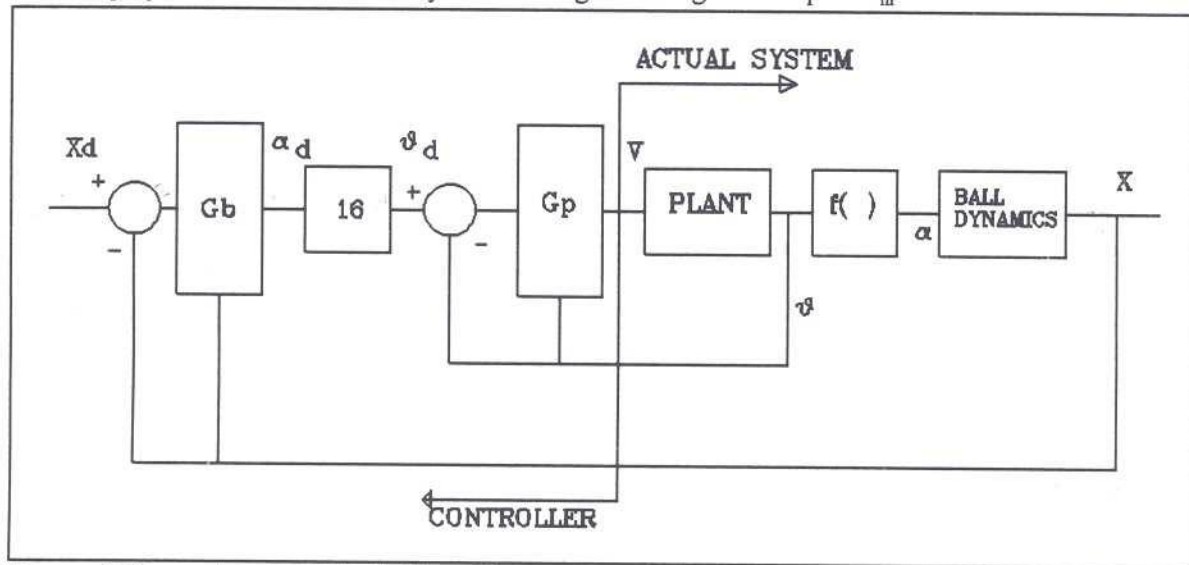 ACTUAL SYSTEM
Xd
+
-
Gb
α d
16
ϑ d
+
-
Gp
V
PLANT
ϑ
f( )
α
BALL
DYNAMICS
X
CONTROLLER